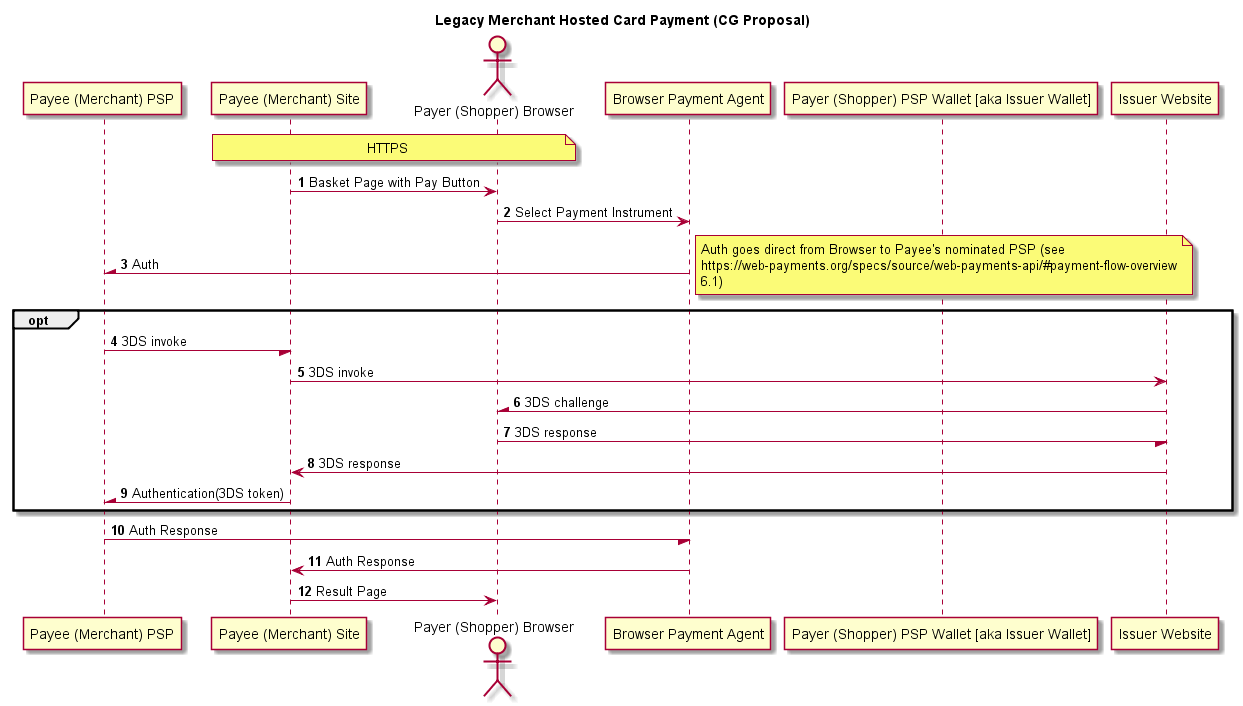 Legacy Merchant Hosted Card Payment (CG Proposal)
Payee (Merchant) PSP
Payee (Merchant) Site
Payer (Shopper) Browser
Browser Payment Agent
Payer (Shopper) PSP Wallet [aka Issuer Wallet]
Issuer Website
HTTPS
1 Basket Page with Pay Button
2 Select Payment Instrument
3 Auth
Auth goes direct from Browser to Payee's nominated PSP (see
https://web-payments.org/specs/source/web-payments-api/#payment-flow-overview
6.1)
opt
4 3DS invoke
5 3DS invoke
6 3DS challenge
7 3DS response
8 3DS response
9 Authentication(3DS token)
10 Auth Response
11 Auth Response
12 Result Page
Payee (Merchant) PSP
Payee (Merchant) Site
Payer (Shopper) Browser
Browser Payment Agent
Payer (Shopper) PSP Wallet [aka Issuer Wallet]
Issuer Website